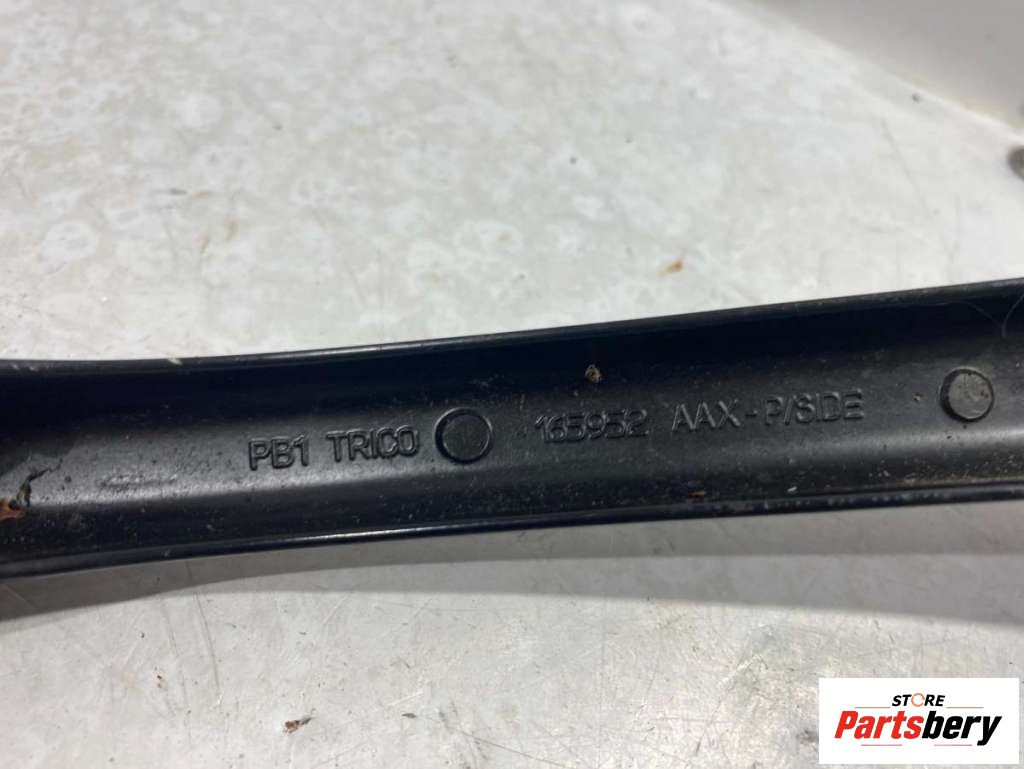 PB1 TRICO 165952 AAX-P/SIDE
STORE
Partsbery